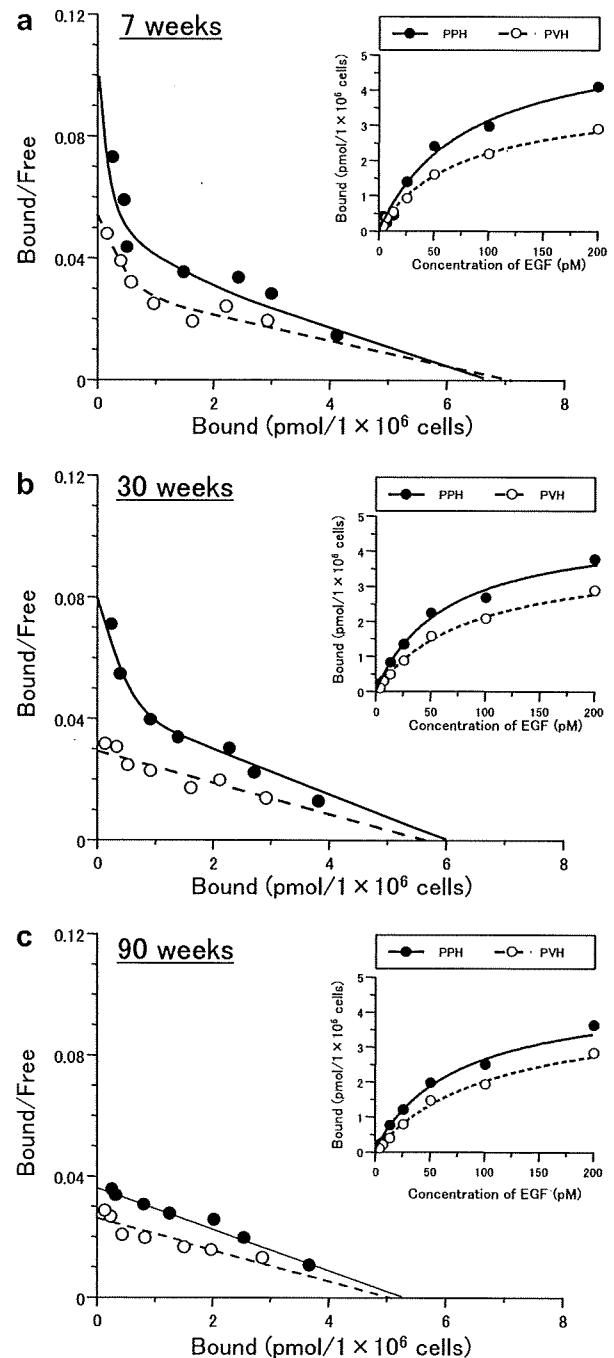 a
7 weeks
PPH PVH
Bound/Free
0.12
0.08
0.04
0
0 2 4 6 8
Bound (pmol/1 × 10⁶ cells)
Bound (pmol/1 × 10⁶ cells)
5
4
3
2
1
0
0 50 100 150 200
Concentration of EGF (pM)
b
30 weeks
PPH PVH
Bound/Free
0.12
0.08
0.04
0
0 2 4 6 8
Bound (pmol/1 × 10⁶ cells)
Bound (pmol/1 × 10⁶ cells)
5
4
3
2
1
0
0 50 100 150 200
Concentration of EGF (pM)
c
90 weeks
PPH PVH
Bound/Free
0.12
0.08
0.04
0
0 2 4 6 8
Bound (pmol/1 × 10⁶ cells)
Bound (pmol/1 × 10⁶ cells)
5
4
3
2
1
0
0 50 100 150 200
Concentration of EGF (pM)